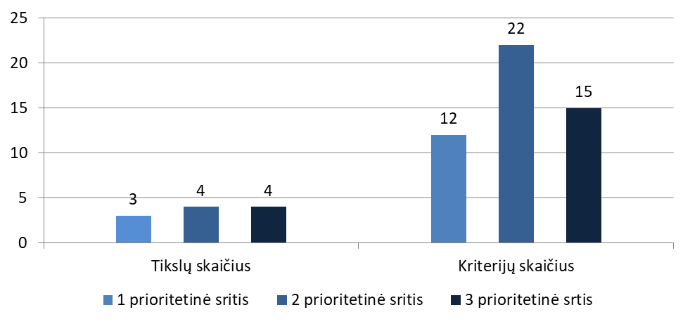 25
20
15
10
5
0
3
4
4
12
22
15
Tikslų skaičius
Kriterijų skaičius
1 prioritetinė sritis
2 prioritetinė sritis
3 prioritetinė srtis